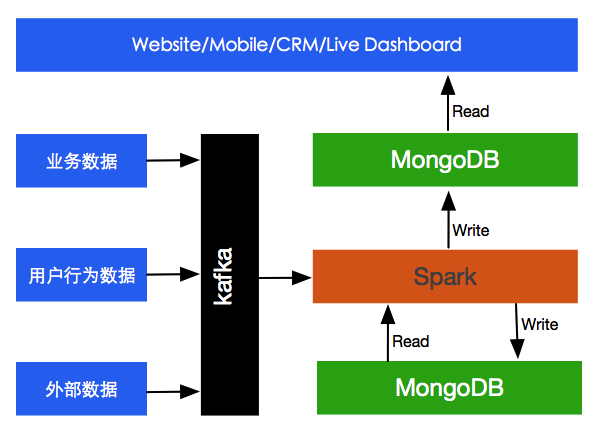 Website/Mobile/CRM/Live Dashboard
Read
业务数据
MongoDB
kafka
Write
用户行为数据
Spark
Read
Write
外部数据
MongoDB